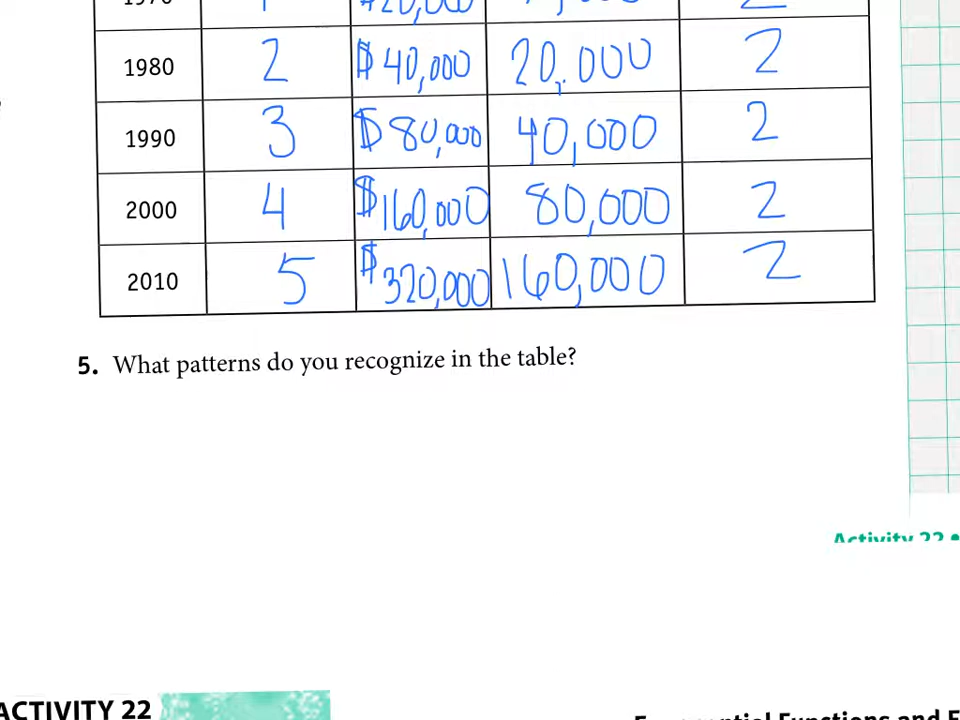 1980 2 $40,000 20,000 2
1990 3 $80,000 40,000 2
2000 4 $160,000 80,000 2
2010 5 $320,000 160,000 2
5. What patterns do you recognize in the table?
Activity 22 •
ACTIVITY 22